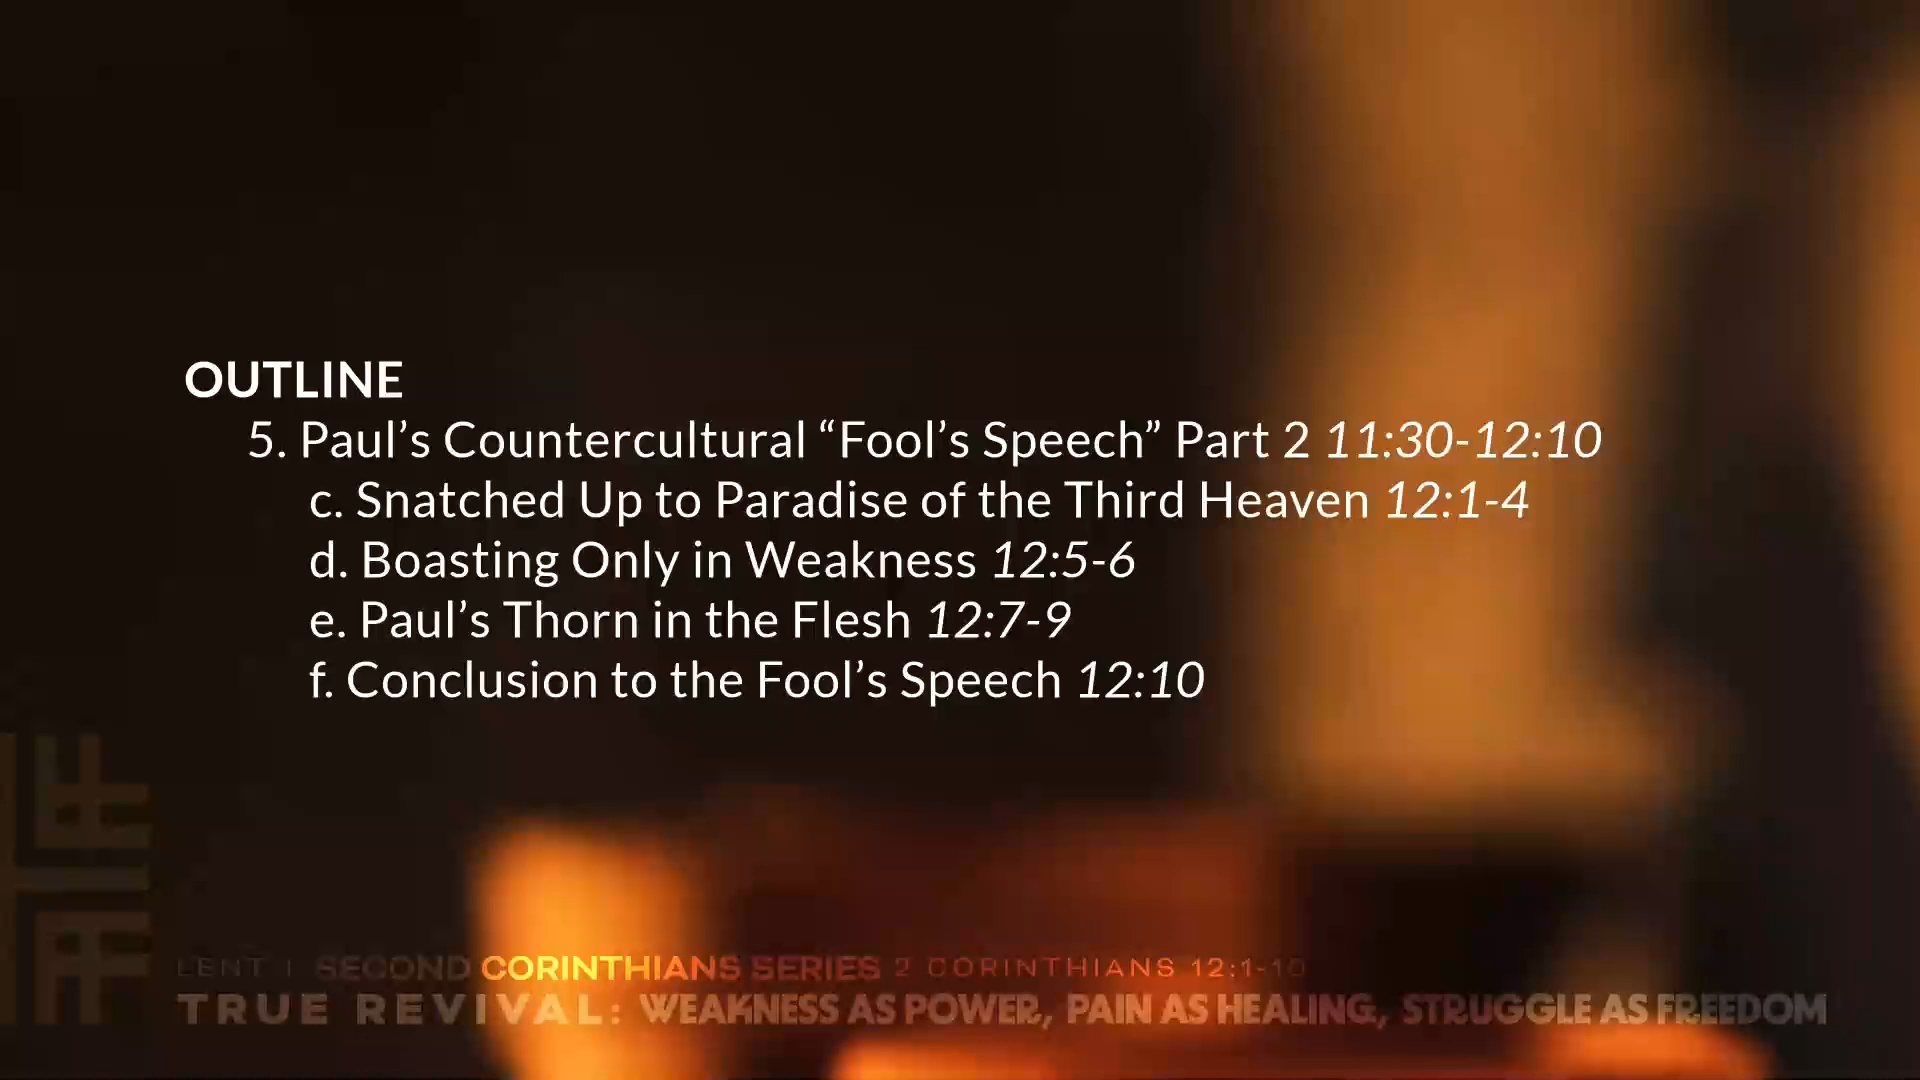 OUTLINE
5. Paul’s Countercultural “Fool’s Speech” Part 2 11:30-12:10
c. Snatched Up to Paradise of the Third Heaven 12:1-4
d. Boasting Only in Weakness 12:5-6
e. Paul’s Thorn in the Flesh 12:7-9
f. Conclusion to the Fool’s Speech 12:10
LENT 1 SECOND CORINTHIANS SERIES 2 CORINTHIANS 12:1-10
TRUE REVIVAL: WEAKNESS AS POWER, PAIN AS HEALING, STRUGGLE AS FREEDOM